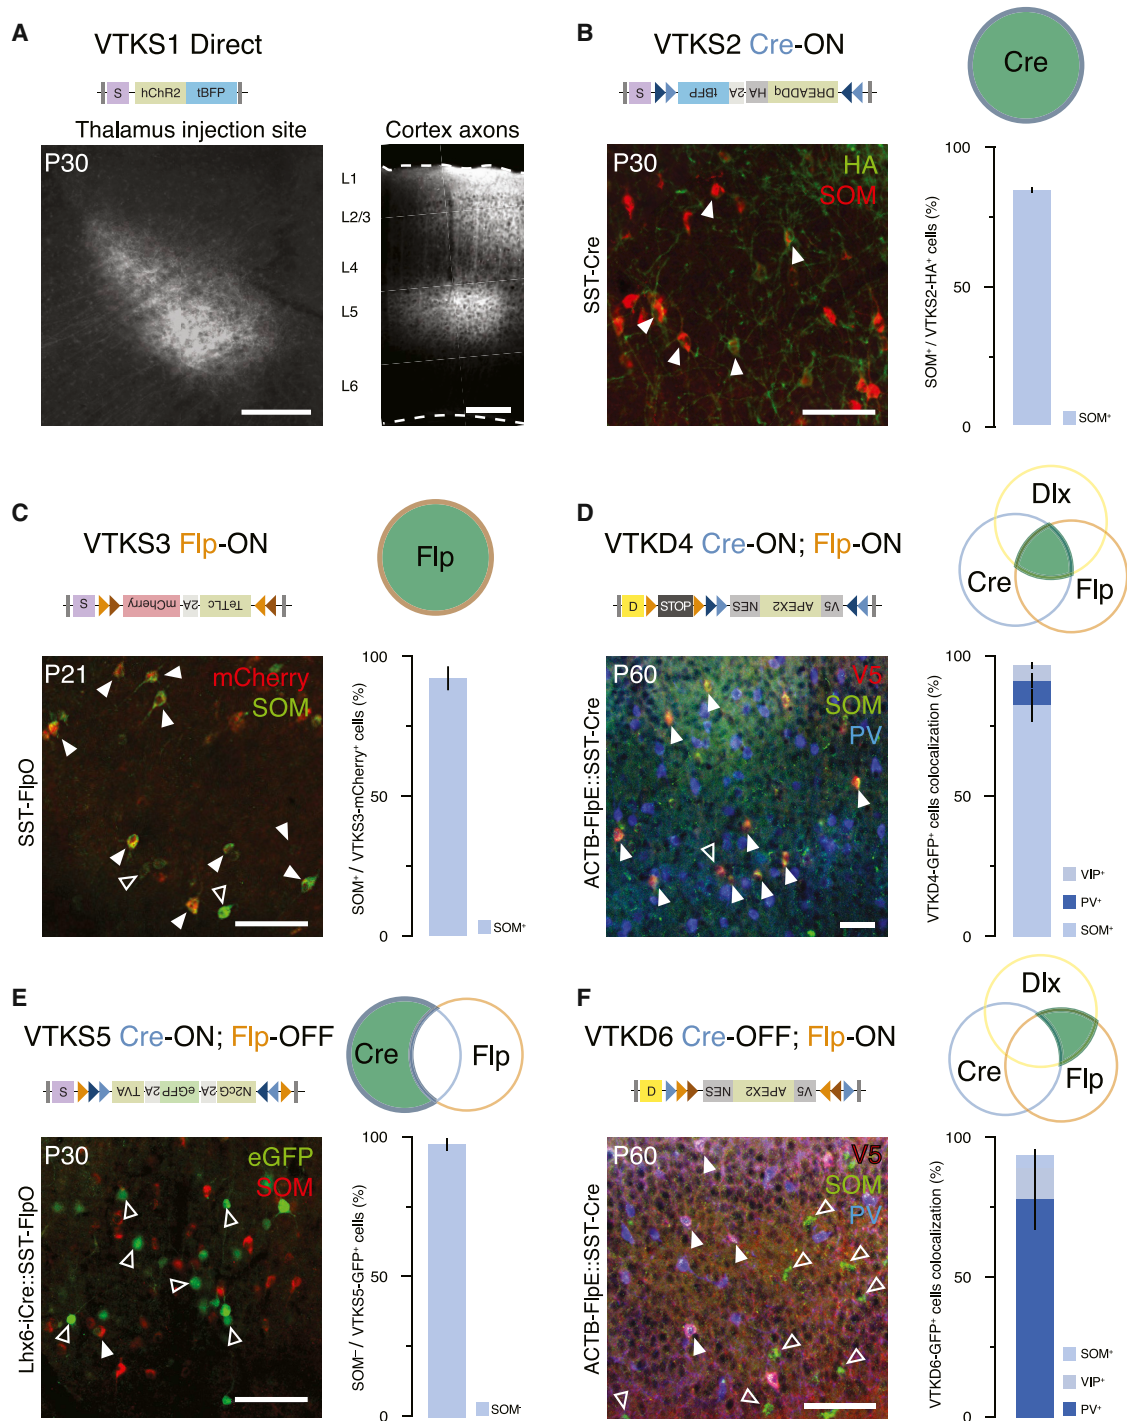 A
VTKS1 Direct
S hChR2 tBFP
Thalamus injection site
Cortex axons
P30
L1
L2/3
L4
L5
L6
B
VTKS2 Cre-ON
Cre
S tBFP 2A HA DREADDq
P30
HA
SOM
SST-Cre
SOM⁺ / VTKS2-HA⁺ cells (%)
100
50
0
SOM⁺
C
VTKS3 Flp-ON
Flp
S mCherry 2A TeTLc
P21
mCherry
SOM
SST-FlpO
SOM⁺ / VTKS3-mCherry⁺ cells (%)
100
50
0
SOM⁺
D
VTKD4 Cre-ON; Flp-ON
Dlx
Cre
Flp
D STOP NES APEX2 V5
P60
V5
SOM
PV
ACTB-FlpE::SST-Cre
VTKD4-GFP⁺ cells colocalization (%)
100
50
0
VIP⁺
PV⁺
SOM⁺
E
VTKS5 Cre-ON; Flp-OFF
Cre
Flp
S TVA 2A eGFP 2A N2cG
P30
eGFP
SOM
Lhx6-iCre::SST-FlpO
SOM⁻ / VTKS5-GFP⁺ cells (%)
100
50
0
SOM⁻
F
VTKD6 Cre-OFF; Flp-ON
Dlx
Cre
Flp
D NES APEX2 V5
P60
V5
SOM
PV
ACTB-FlpE::SST-Cre
VTKD6-GFP⁺ cells colocalization (%)
100
50
0
SOM⁺
VIP⁺
PV⁺